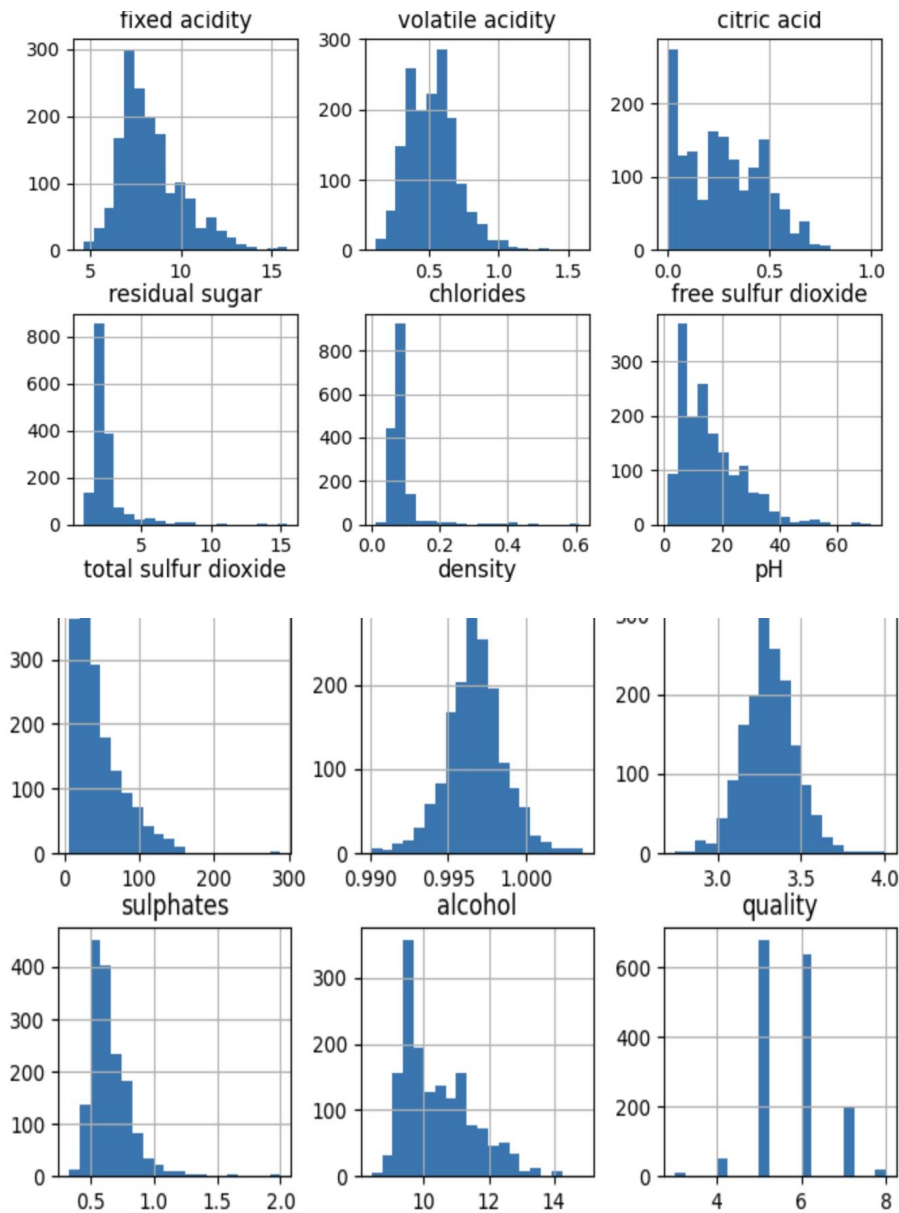 fixed acidity volatile acidity citric acid
300 300
200 200 200
100 100 100
0 0 0
5 10 15 0.5 1.0 1.5 0.0 0.5 1.0
residual sugar chlorides free sulfur dioxide
800 800 300
600 600 200
400 400
200 200 100
0 0 0
5 10 15 0.0 0.2 0.4 0.6 0 20 40 60
total sulfur dioxide density pH
300
300 200 200
200
100 100 100
0 0 0
0 100 200 300 0.990 0.995 1.000 3.0 3.5 4.0
sulphates alcohol quality
400 300 600
300 200 400
200
100 100 200
0 0 0
0.5 1.0 1.5 2.0 10 12 14 4 6 8